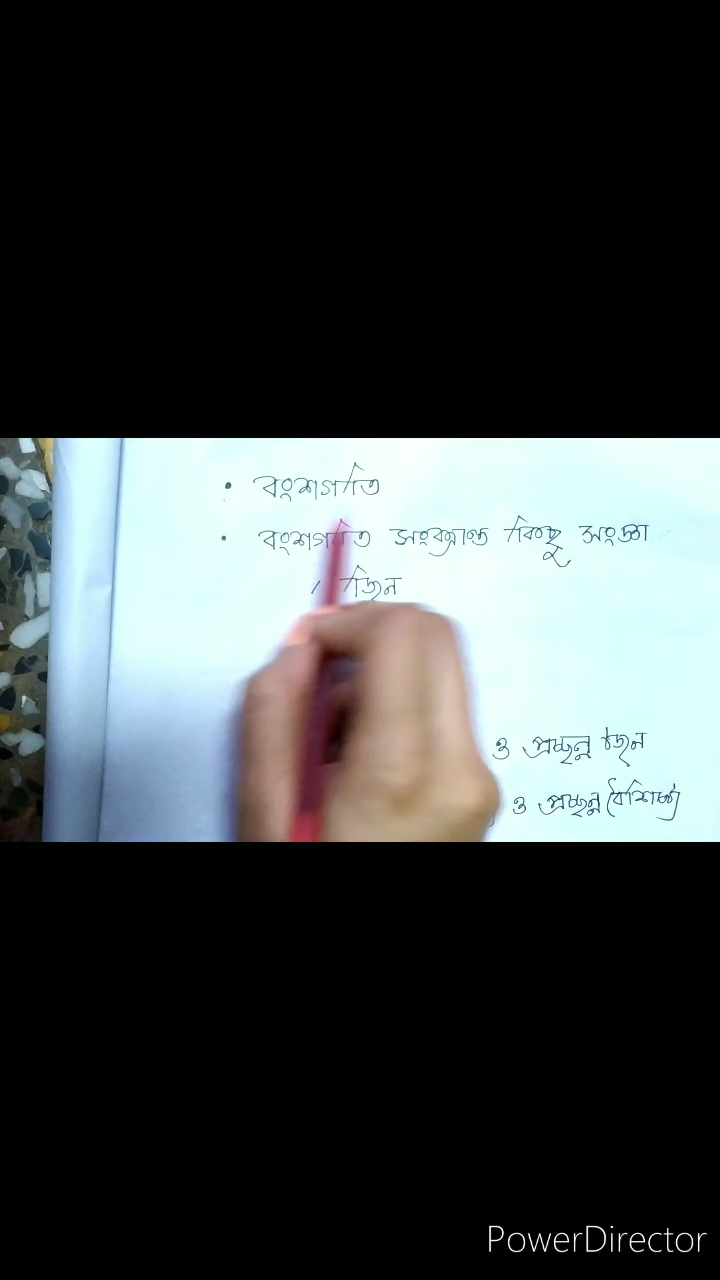 • বংশগতি
• বংশগতি সংক্রান্ত কিছু সংজ্ঞা
জিন
ও প্রচ্ছন্ন জিন
ও প্রচ্ছন্ন বৈশিষ্ট্য
PowerDirector